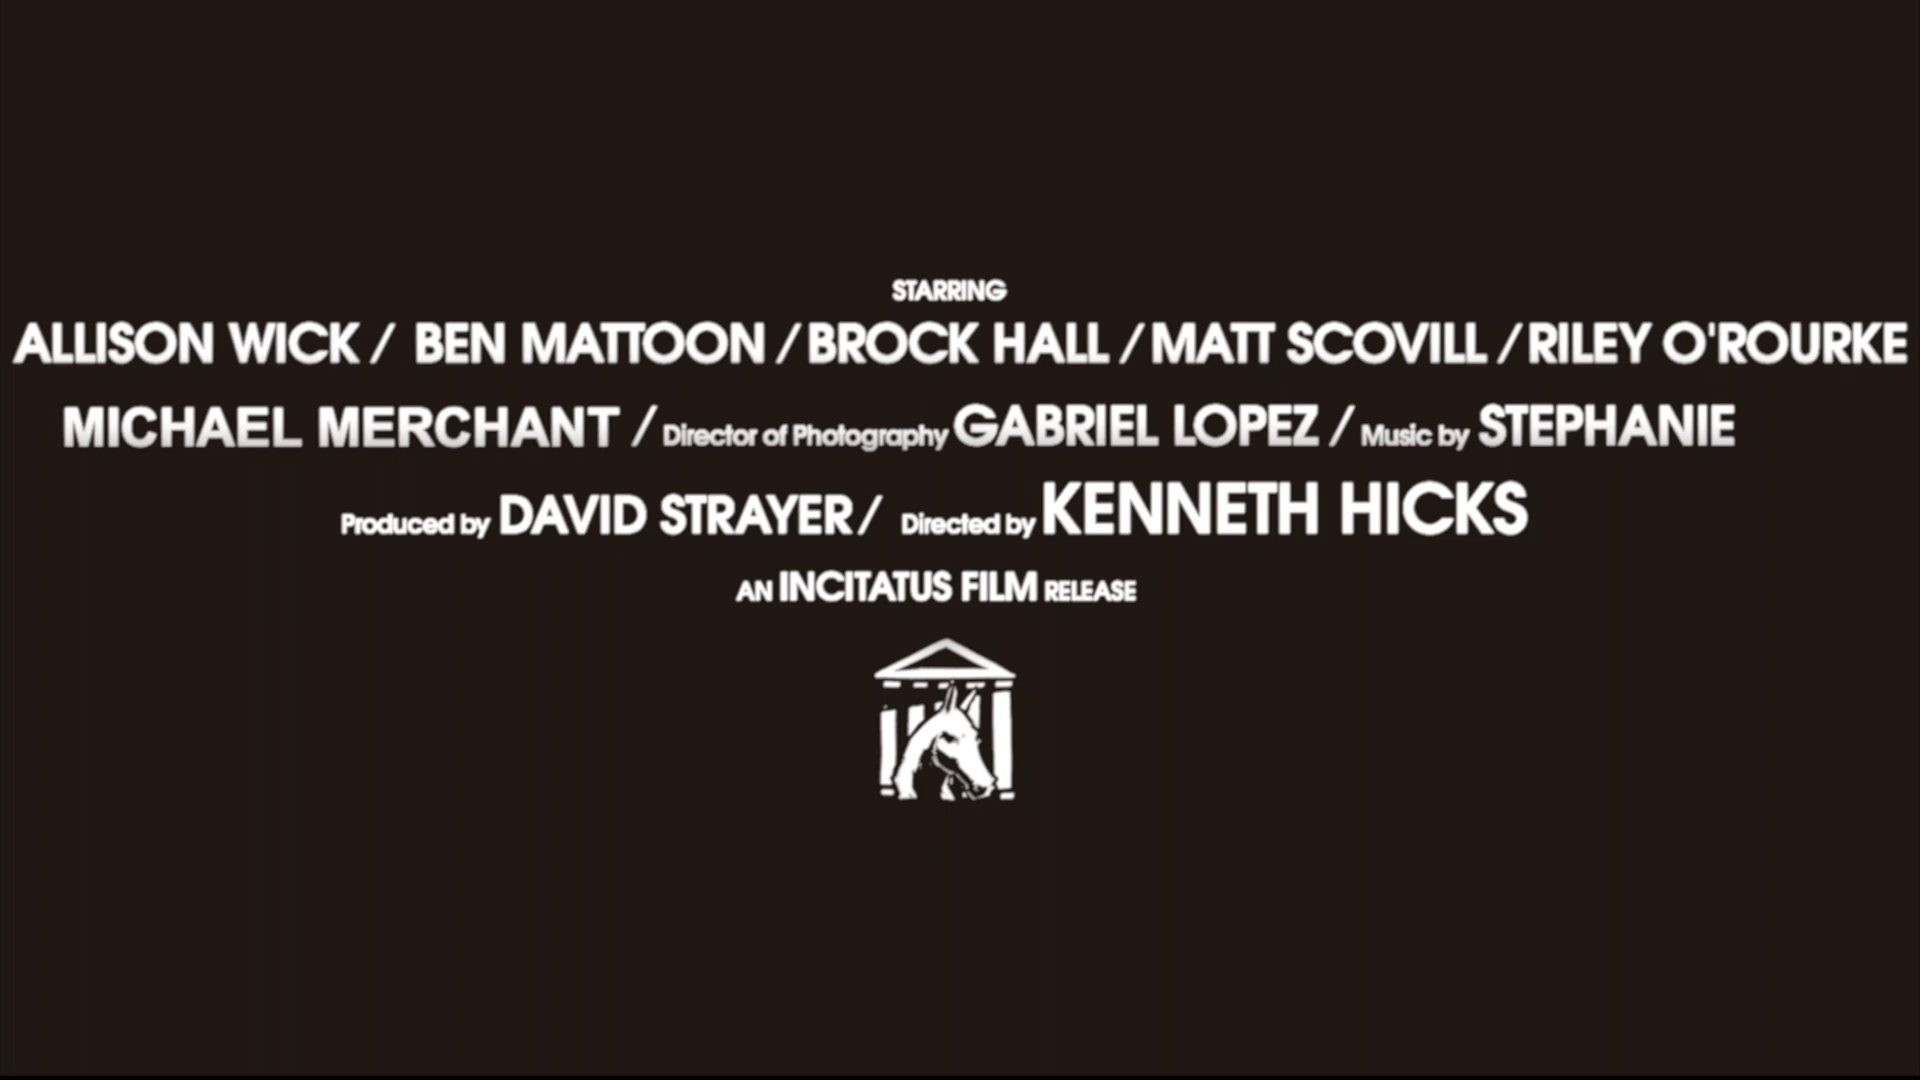 STARRING
ALLISON WICK / BEN MATTOON / BROCK HALL / MATT SCOVILL / RILEY O'ROURKE
MICHAEL MERCHANT / Director of Photography GABRIEL LOPEZ / Music by STEPHANIE
Produced by DAVID STRAYER / Directed by KENNETH HICKS
AN INCITATUS FILM RELEASE